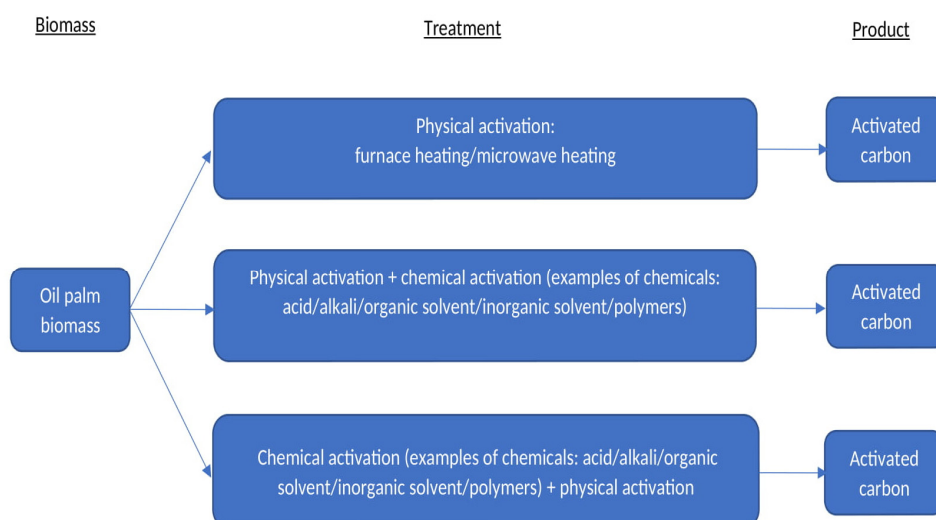 Biomass
Treatment
Product
Physical activation:
furnace heating/microwave heating
Activated
carbon
Oil palm
biomass
Physical activation + chemical activation (examples of chemicals:
acid/alkali/organic solvent/inorganic solvent/polymers)
Activated
carbon
Chemical activation (examples of chemicals: acid/alkali/organic
solvent/inorganic solvent/polymers) + physical activation
Activated
carbon